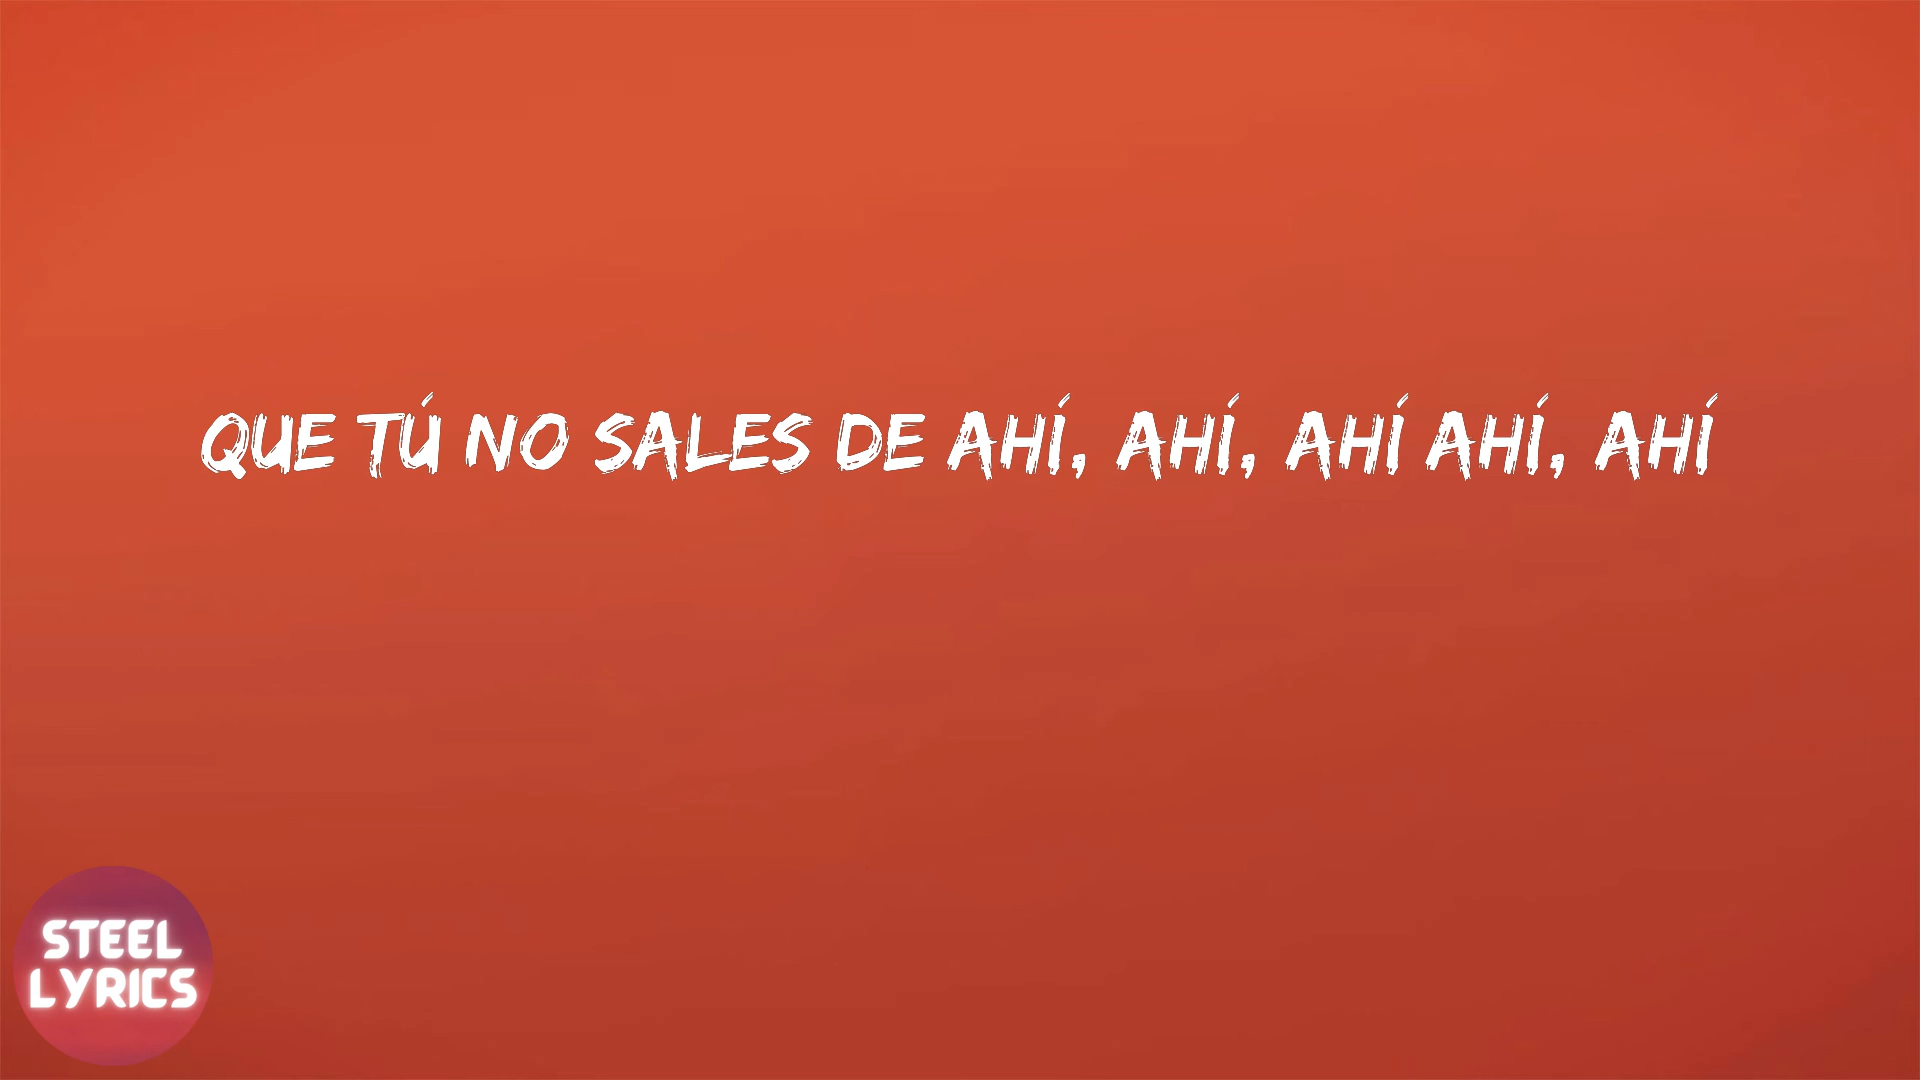 QUE TÚ NO SALES DE AHÍ, AHÍ, AHÍ AHÍ, AHÍ
STEEL
LYRICS